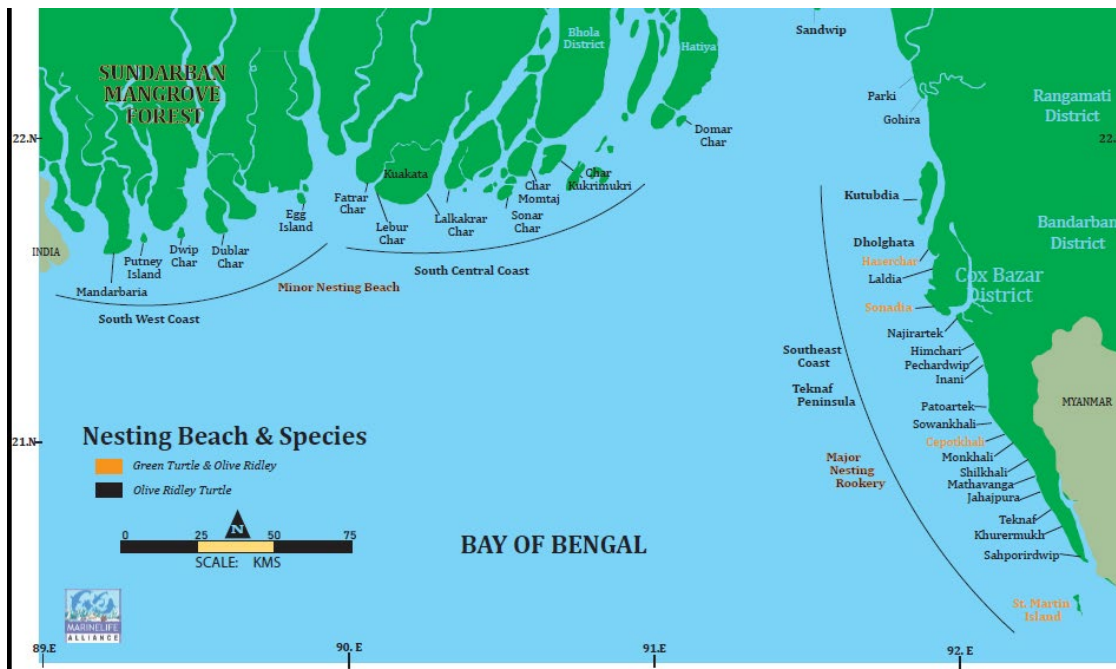 Sandwip
Bhola
District
Hatiya
SUNDARBAN
MANGROVE
FOREST
Parki
Gohira
Rangamati
District
22.N
22.
Domar
Char
Kuakata
Fatrar
Char
Lebur
Char
Lalkakrar
Char
Sonar
Char
Char
Momtaj
Char
Kukrimukri
Egg
Island
Dublar
Char
Dwip
Char
Putney
Island
Mandarbaria
INDIA
South West Coast
Minor Nesting Beach
South Central Coast
Kutubdia
Dholghata
Haserchar
Laldia
Sonadia
Bandarban
District
Cox Bazar
District
Najirartek
Himchari
Pechardwip
Inani
Southeast
Coast
Teknaf
Peninsula
Patoartek
Sowankhali
Cepotkhali
Monkhali
Shilkhali
Mathavanga
Jahajpura
Teknaf
Khurermukh
Sahporirdwip
St. Martin
Island
MYANMAR
Major
Nesting
Rookery
21.N
Nesting Beach & Species
Green Turtle & Olive Ridley
Olive Ridley Turtle
N
0 25 50 75
SCALE: KMS
BAY OF BENGAL
MARINELIFE
ALLIANCE
89.E 90. E 91.E 92. E